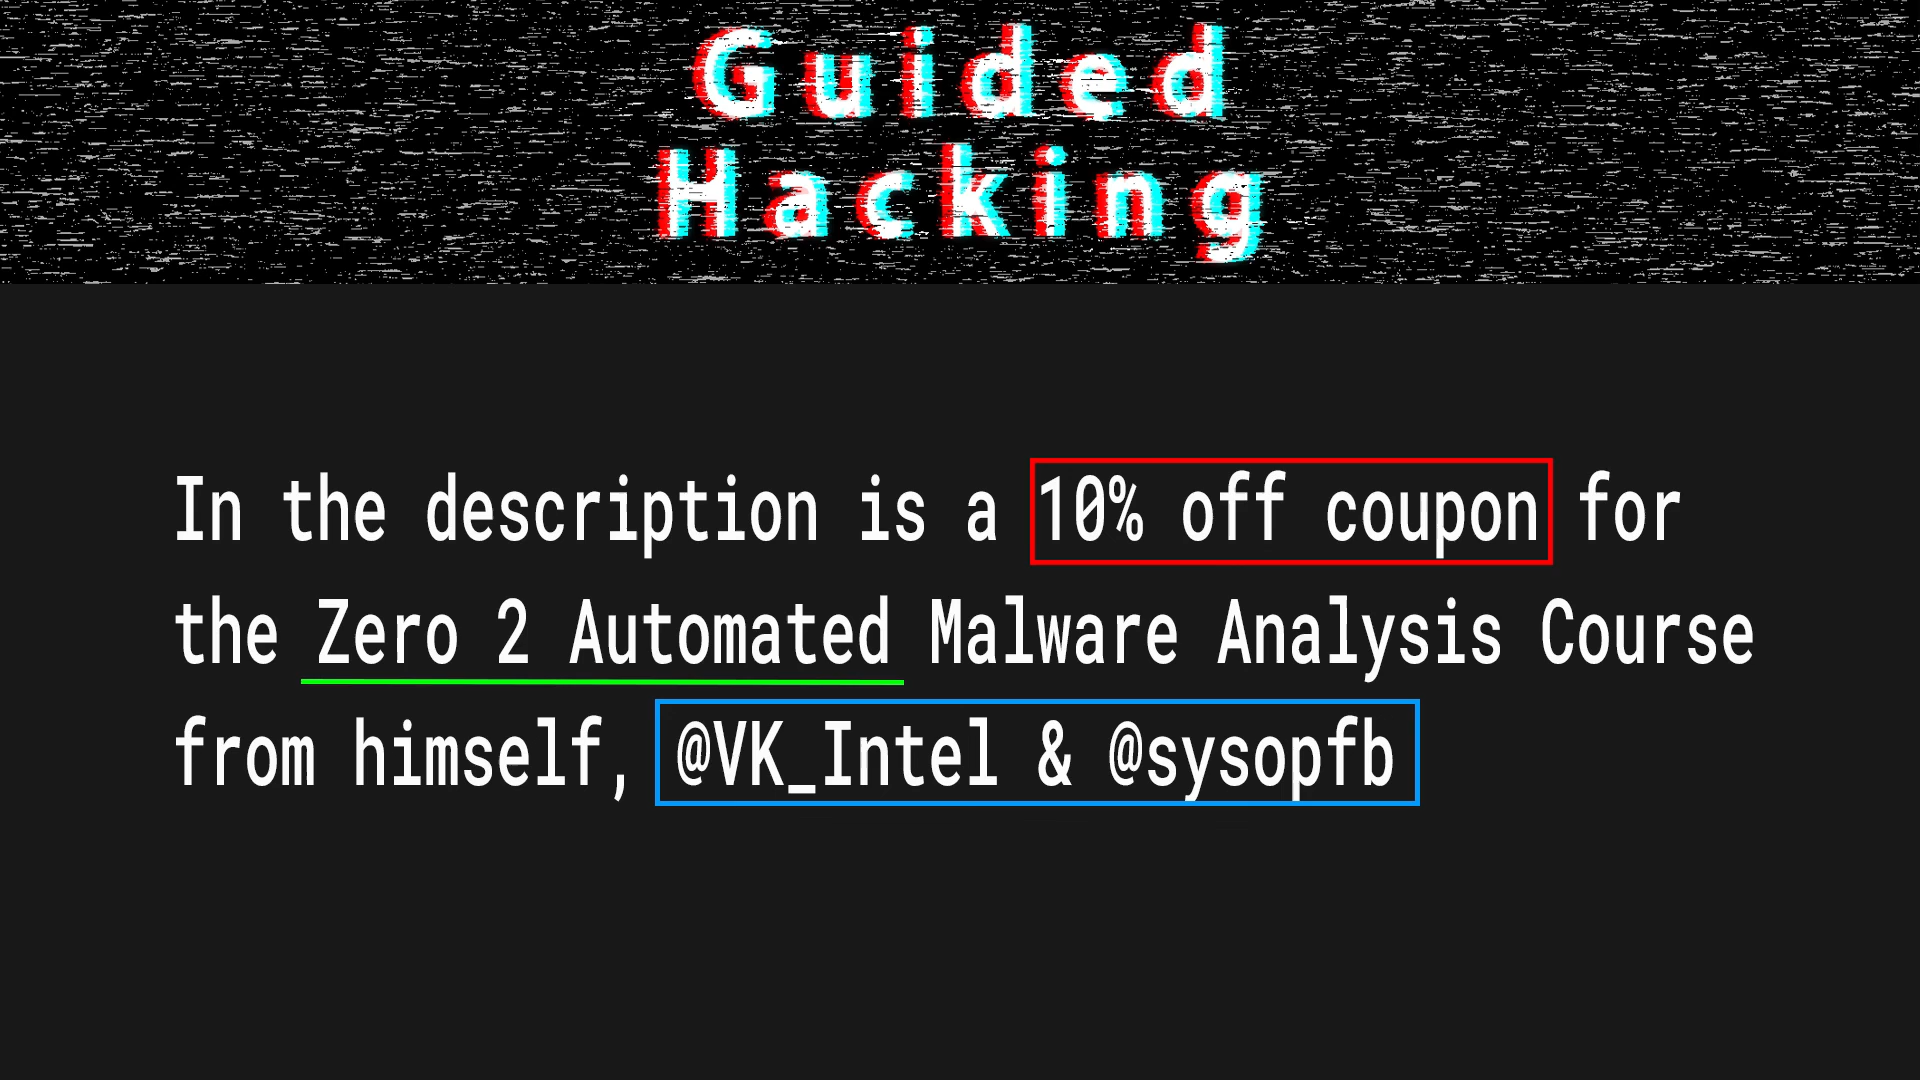 Guided
Hacking
In the description is a 10% off coupon for
the Zero 2 Automated Malware Analysis Course
from himself, @VK_Intel & @sysopfb